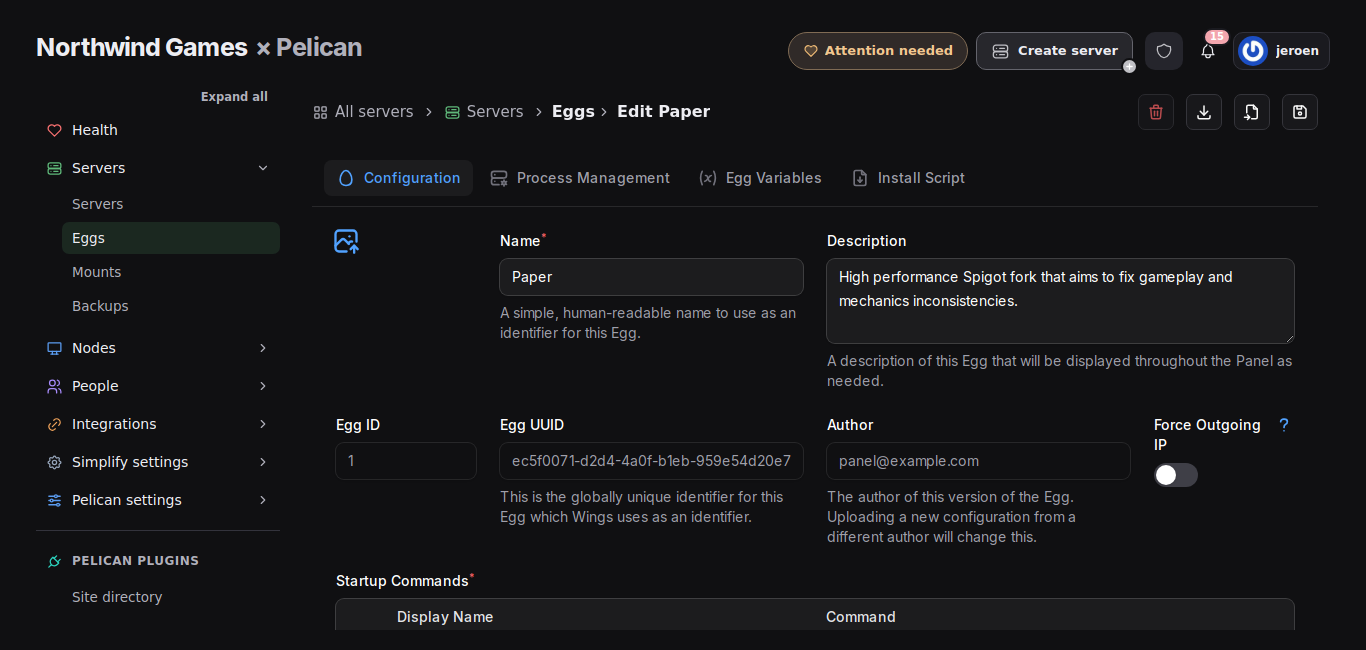 Northwind Games × Pelican
Attention needed
Create server
15
jeroen
Expand all
Health
Servers
Servers
Eggs
Mounts
Backups
Nodes
People
Integrations
Simplify settings
Pelican settings
PELICAN PLUGINS
Site directory
All servers > Servers > Eggs > Edit Paper
Configuration
Process Management
Egg Variables
Install Script
Name*
Paper
A simple, human-readable name to use as an
identifier for this Egg.
Description
High performance Spigot fork that aims to fix gameplay and
mechanics inconsistencies.
A description of this Egg that will be displayed throughout the Panel as
needed.
Egg ID
1
Egg UUID
ec5f0071-d2d4-4a0f-b1eb-959e54d20e7
This is the globally unique identifier for this
Egg which Wings uses as an identifier.
Author
panel@example.com
The author of this version of the Egg.
Uploading a new configuration from a
different author will change this.
Force Outgoing
IP
?
Startup Commands*
Display Name
Command